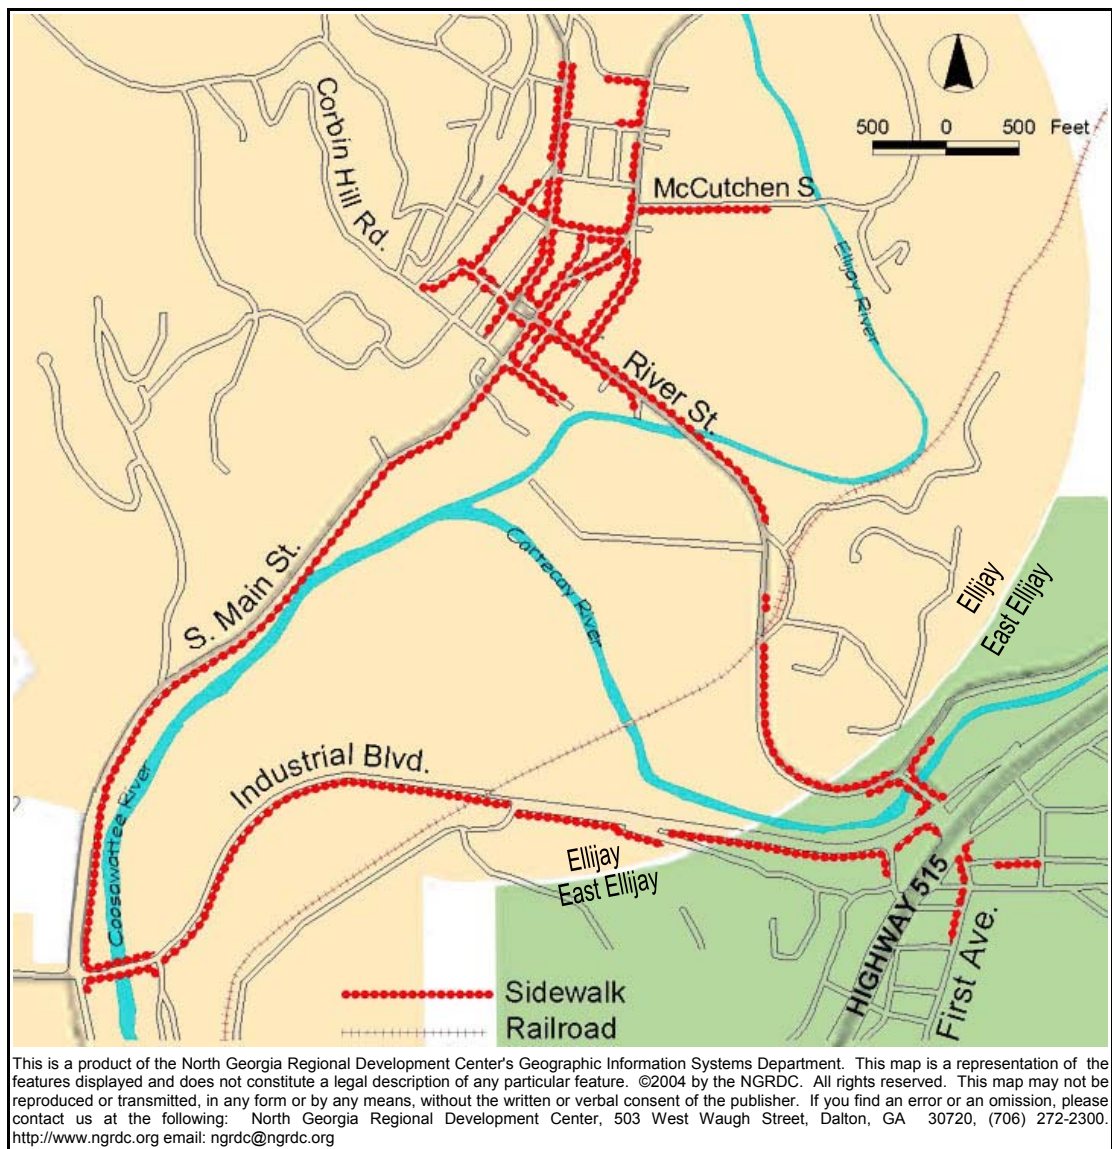 Corbin Hill Rd.
500 0 500 Feet
McCutchen S
Ellijay River
River St.
S. Main St.
Cartecay River
Ellijay
East Ellijay
Industrial Blvd.
Coosawattee River
Ellijay
East Ellijay
HIGHWAY 515
First Ave.
Sidewalk
Railroad
This is a product of the North Georgia Regional Development Center's Geographic Information Systems Department. This map is a representation of the
features displayed and does not constitute a legal description of any particular feature. ©2004 by the NGRDC. All rights reserved. This map may not be
reproduced or transmitted, in any form or by any means, without the written or verbal consent of the publisher. If you find an error or an omission, please
contact us at the following: North Georgia Regional Development Center, 503 West Waugh Street, Dalton, GA 30720, (706) 272-2300.
http://www.ngrdc.org email: ngrdc@ngrdc.org